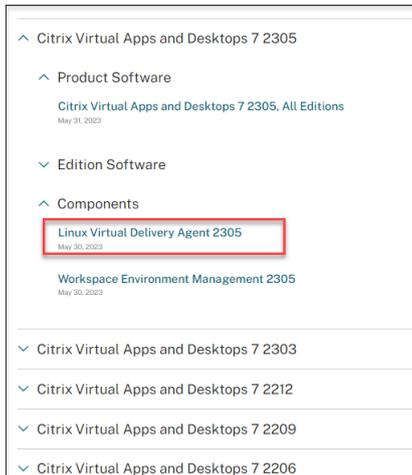 Citrix Virtual Apps and Desktops 7 2305
Product Software
Citrix Virtual Apps and Desktops 7 2305, All Editions
May 31, 2023
Edition Software
Components
Linux Virtual Delivery Agent 2305
May 30, 2023
Workspace Environment Management 2305
May 30, 2023
Citrix Virtual Apps and Desktops 7 2303
Citrix Virtual Apps and Desktops 7 2212
Citrix Virtual Apps and Desktops 7 2209
Citrix Virtual Apps and Desktops 7 2206